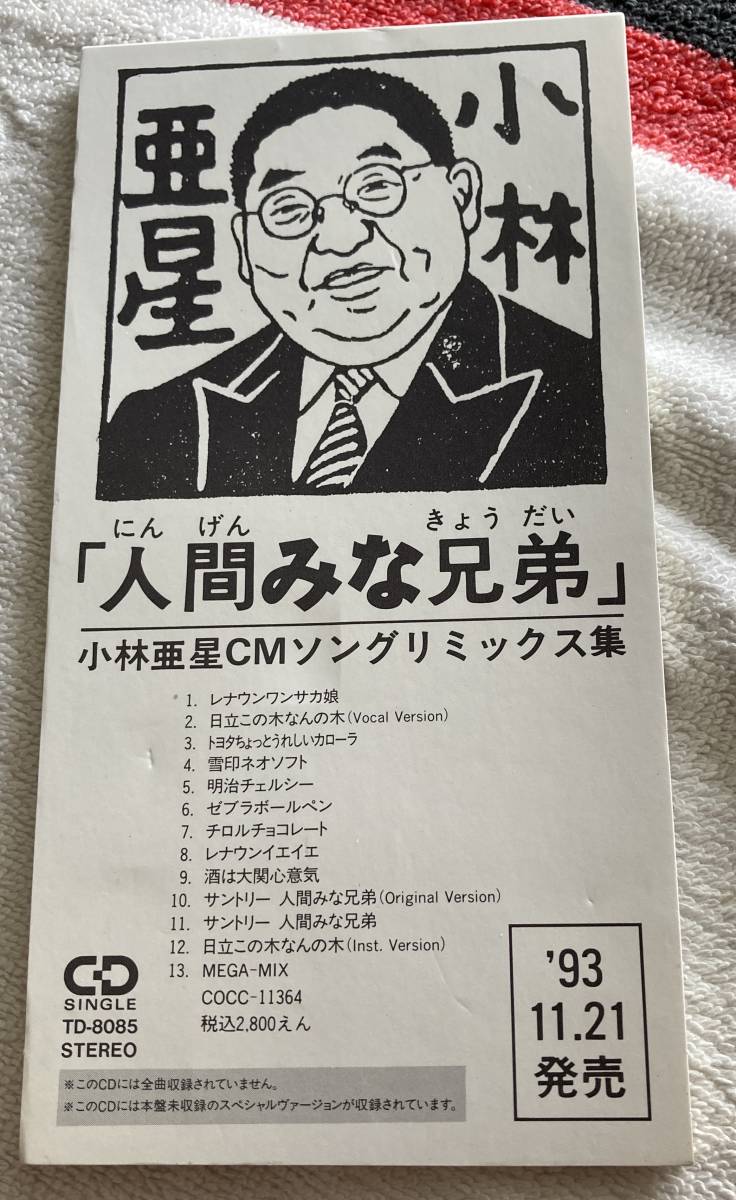 小林
亜星
にん げん きょう だい
「人間みな兄弟」
小林亜星CMソングリミックス集
1. レナウンワンサカ娘
2. 日立この木なんの木(Vocal Version)
3. トヨタちょっとうれしいカローラ
4. 雪印ネオソフト
5. 明治チェルシー
6. ゼブラボールペン
7. チロルチョコレート
8. レナウンイエイエ
9. 酒は大関心意気
10. サントリー 人間みな兄弟(Original Version)
11. サントリー 人間みな兄弟
12. 日立この木なんの木(Inst. Version)
13. MEGA-MIX
COCC-11364
税込2,800えん
CD
SINGLE
TD-8085
STEREO
'93
11.21
発売
※このCDには全曲収録されていません。
※このCDには本盤未収録のスペシャルヴァージョンが収録されています。